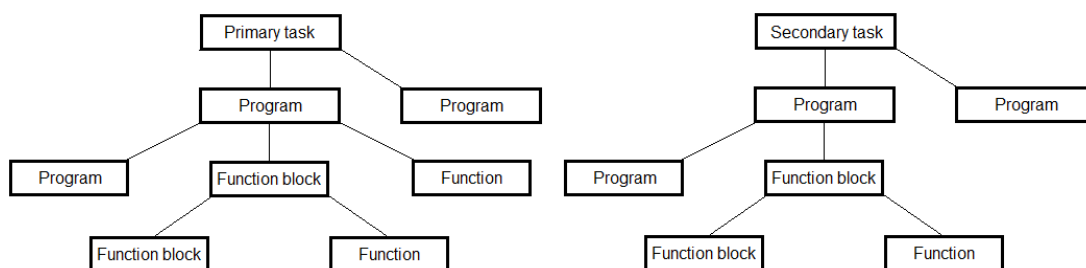 Primary task
Secondary task
Program
Program
Program
Program
Program
Function block
Function
Program
Function block
Function block
Function
Function block
Function